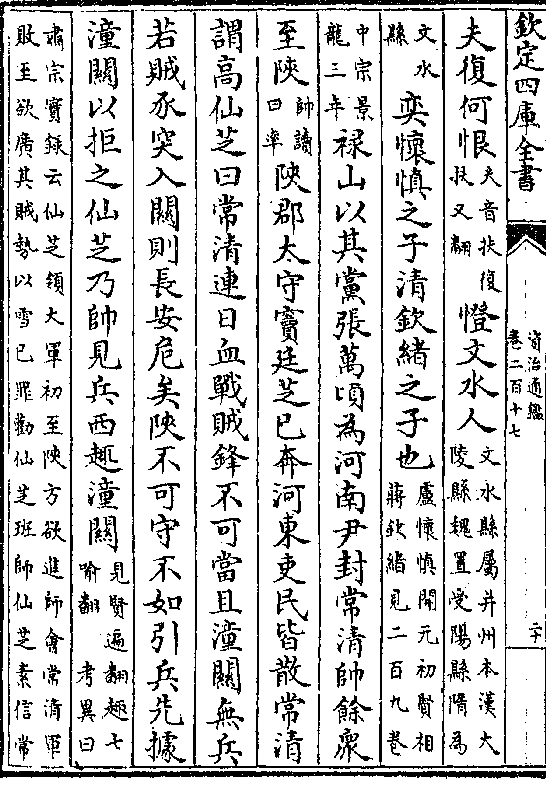 欽定四庫全書
資治通鑑
卷二百十七
二十
夫復何恨夫音扶復扶又翻憕文水人文水縣屬并州本漢大陵縣魏置受陽縣隋為
文水縣奕懷慎之子清欽緒之子也盧懷慎開元初賢相蔣欽緒見二百九卷
中宗景龍三年禄山以其黨張萬頃為河南尹封常清帥餘衆
至陜帥讀曰率陜郡太守竇廷芝已奔河東吏民皆散常清
謂高仙芝曰常清連日血戰賊鋒不可當且潼關無兵
若賊豕突入關則長安危矣陜不可守不如引兵先據
潼關以拒之仙芝乃帥見兵西趣潼關見賢遍翻趣七喻翻考異曰
肅宗實錄云仙芝領大軍初至陜方欲進師會常清軍敗至欲廣其賊勢以雪已罪勸仙芝班師仙芝素信常